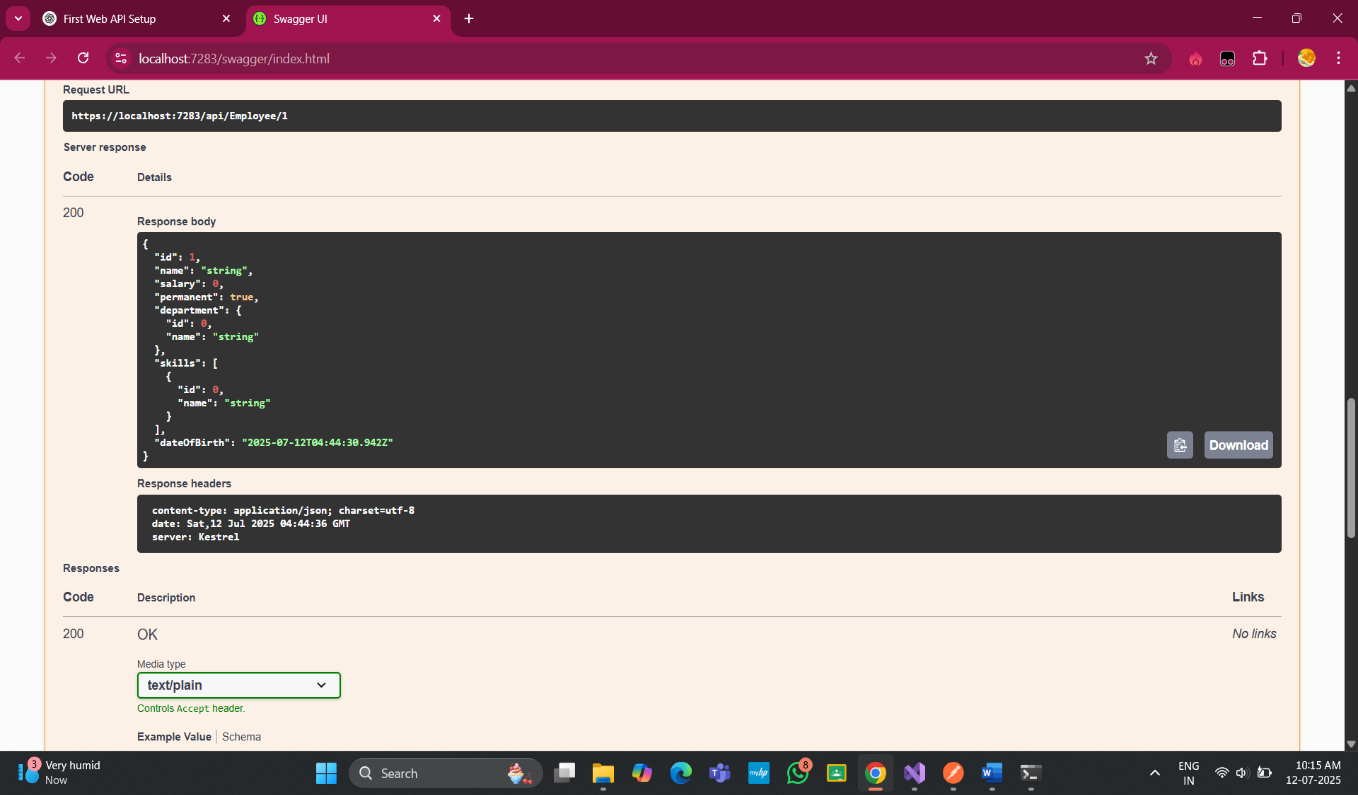 First Web API Setup
Swagger UI
localhost:7283/swagger/index.html
Request URL
https://localhost:7283/api/Employee/1
Server response
Code Details
200
Response body
{
"id": 1,
"name": "string",
"salary": 0,
"permanent": true,
"department": {
"id": 0,
"name": "string"
},
"skills": [
{
"id": 0,
"name": "string"
}
],
"dateOfBirth": "2025-07-12T04:44:30.942Z"
}
Download
Response headers
content-type: application/json; charset=utf-8
date: Sat,12 Jul 2025 04:44:36 GMT
server: Kestrel
Responses
Code Description Links
200 OK No links
Media type
text/plain
Controls Accept header.
Example Value Schema
3
Very humid
Now
Search
myhp
8
ENG
IN
10:15 AM
12-07-2025